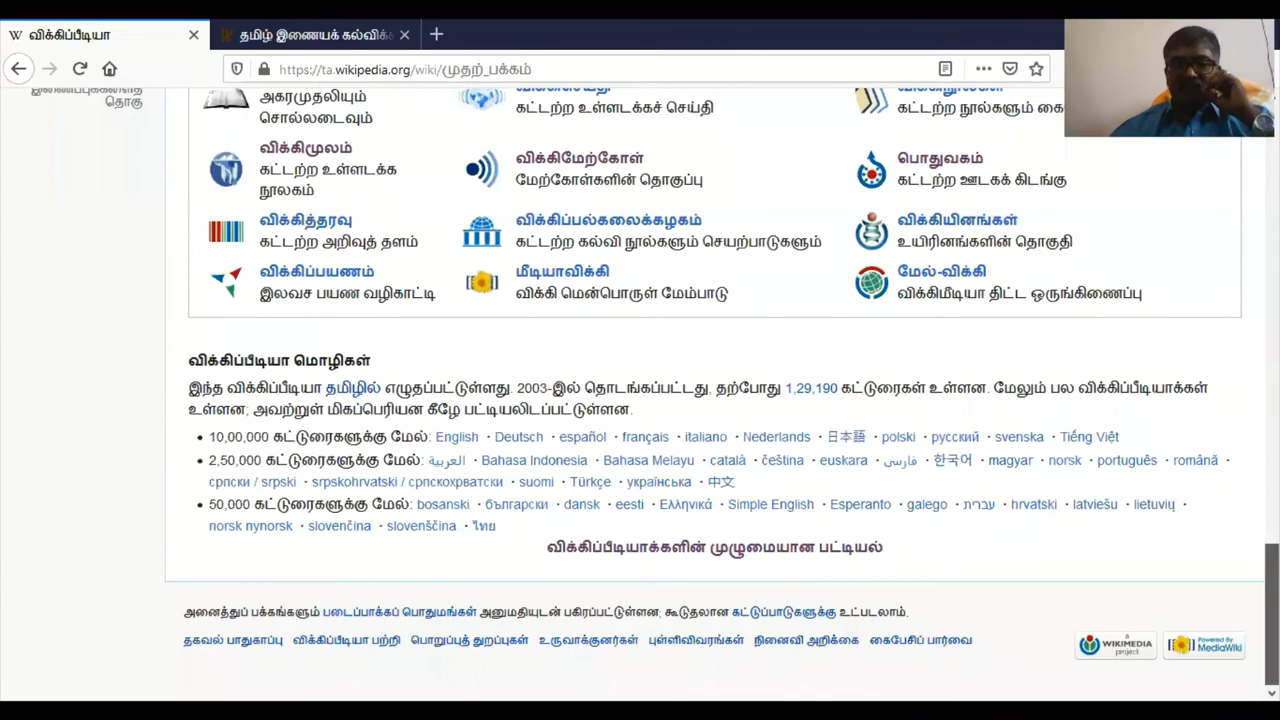 விக்கிப்பீடியா
தமிழ் இணையக் கல்விக்
https://ta.wikipedia.org/wiki/முதற்_பக்கம்
தொகு
அகரமுதலியும்
சொல்லடைவும்
கட்டற்ற உள்ளடக்கச் செய்தி
கட்டற்ற நூல்களும்
விக்கிமூலம்
கட்டற்ற உள்ளடக்க
நூலகம்
விக்கிமேற்கோள்
மேற்கோள்களின் தொகுப்பு
பொதுவகம்
கட்டற்ற ஊடகக் கிடங்கு
விக்கித்தரவு
கட்டற்ற அறிவுத் தளம்
விக்கிப்பல்கலைக்கழகம்
கட்டற்ற கல்வி நூல்களும் செயற்பாடுகளும்
விக்கியினங்கள்
உயிரினங்களின் தொகுதி
விக்கிப்பயணம்
இலவச பயண வழிகாட்டி
மீடியாவிக்கி
விக்கி மென்பொருள் மேம்பாடு
மேல்-விக்கி
விக்கிமீடியா திட்ட ஒருங்கிணைப்பு
விக்கிப்பீடியா மொழிகள்
இந்த விக்கிப்பீடியா தமிழில் எழுதப்பட்டுள்ளது. 2003-இல் தொடங்கப்பட்டது, தற்போது 1,29,190 கட்டுரைகள் உள்ளன. மேலும் பல விக்கிப்பீடியாக்கள்
உள்ளன; அவற்றுள் மிகப்பெரியன கீழே பட்டியலிடப்பட்டுள்ளன.
• 10,00,000 கட்டுரைகளுக்கு மேல்: English · Deutsch · español · français · italiano · Nederlands · 日本語 · polski · русский · svenska · Tiếng Việt
• 2,50,000 கட்டுரைகளுக்கு மேல்: العربية · Bahasa Indonesia · Bahasa Melayu · català · čeština · euskara · فارسی · 한국어 · magyar · norsk · português · română ·
српски / srpski · srpskohrvatski / српскохрватски · suomi · Türkçe · українська · 中文
• 50,000 கட்டுரைகளுக்கு மேல்: bosanski · български · dansk · eesti · Ελληνικά · Simple English · Esperanto · galego · עברית · hrvatski · latviešu · lietuvių ·
norsk nynorsk · slovenčina · slovenščina · ไทย
விக்கிப்பீடியாக்களின் முழுமையான பட்டியல்
அனைத்துப் பக்கங்களும் படைப்பாக்கப் பொதுமங்கள் அனுமதியுடன் பகிரப்பட்டுள்ளன; கூடுதலான கட்டுப்பாடுகளுக்கு உட்படலாம்.
தகவல் பாதுகாப்பு விக்கிப்பீடியா பற்றி பொறுப்புத் துறப்புகள் உருவாக்குனர்கள் புள்ளிவிவரங்கள் நினைவி அறிக்கை கைபேசிப் பார்வை
a
WIKIMEDIA
project
Powered By
MediaWiki